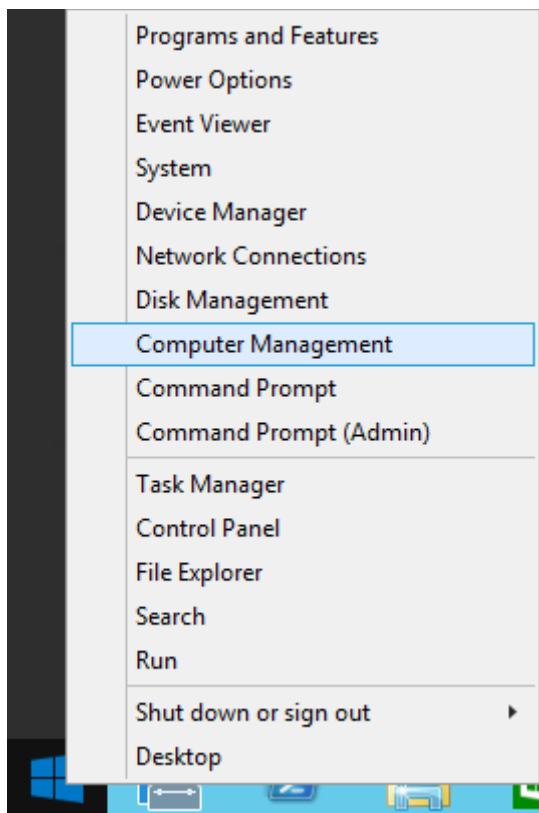 Programs and Features
Power Options
Event Viewer
System
Device Manager
Network Connections
Disk Management
Computer Management
Command Prompt
Command Prompt (Admin)
Task Manager
Control Panel
File Explorer
Search
Run
Shut down or sign out
Desktop